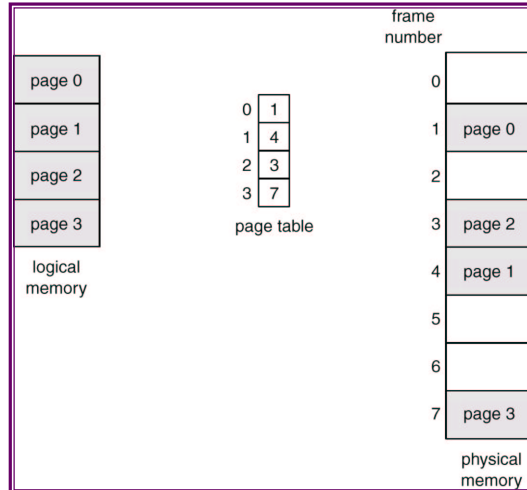 page 0
page 1
page 2
page 3
logical
memory
0 1
1 4
2 3
3 7
page table
frame
number
0
1 page 0
2
3 page 2
4 page 1
5
6
7 page 3
physical
memory